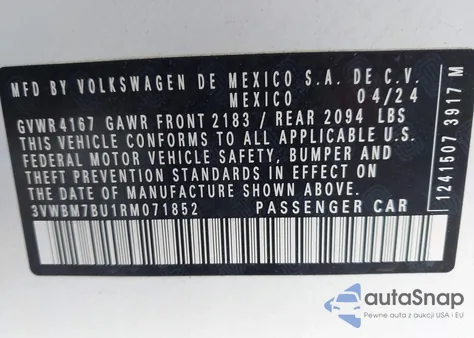 MFD BY VOLKSWAGEN DE MEXICO S.A. DE C.V.
MEXICO 04/24
GVWR 4167 GAWR FRONT 2183 / REAR 2094 LBS
THIS VEHICLE CONFORMS TO ALL APPLICABLE U.S.
FEDERAL MOTOR VEHICLE SAFETY, BUMPER AND
THEFT PREVENTION STANDARDS IN EFFECT ON
THE DATE OF MANUFACTURE SHOWN ABOVE
3VWBM7BU1RM071852 PASSENGER CAR
1241507 3917 M
autoSnap
Pewne auta z aukcji USA i EU